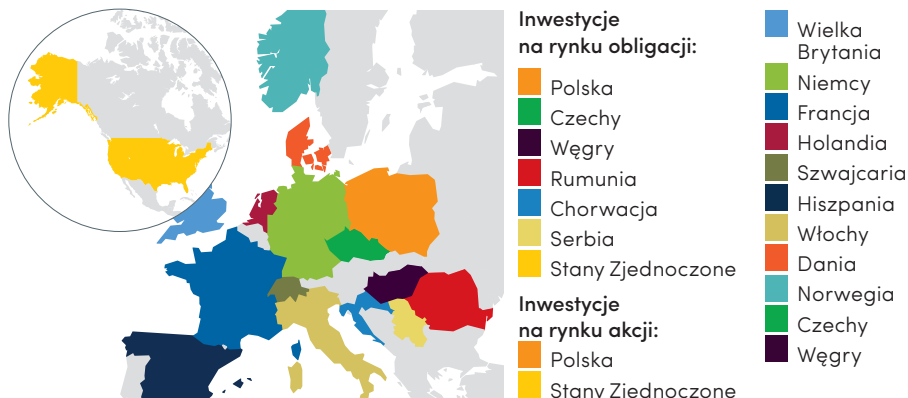 Inwestycje
na rynku obligacji:
Polska
Czechy
Węgry
Rumunia
Chorwacja
Serbia
Stany Zjednoczone
Inwestycje
na rynku akcji:
Polska
Stany Zjednoczone
Wielka
Brytania
Niemcy
Francja
Holandia
Szwajcaria
Hiszpania
Włochy
Dania
Norwegia
Czechy
Węgry